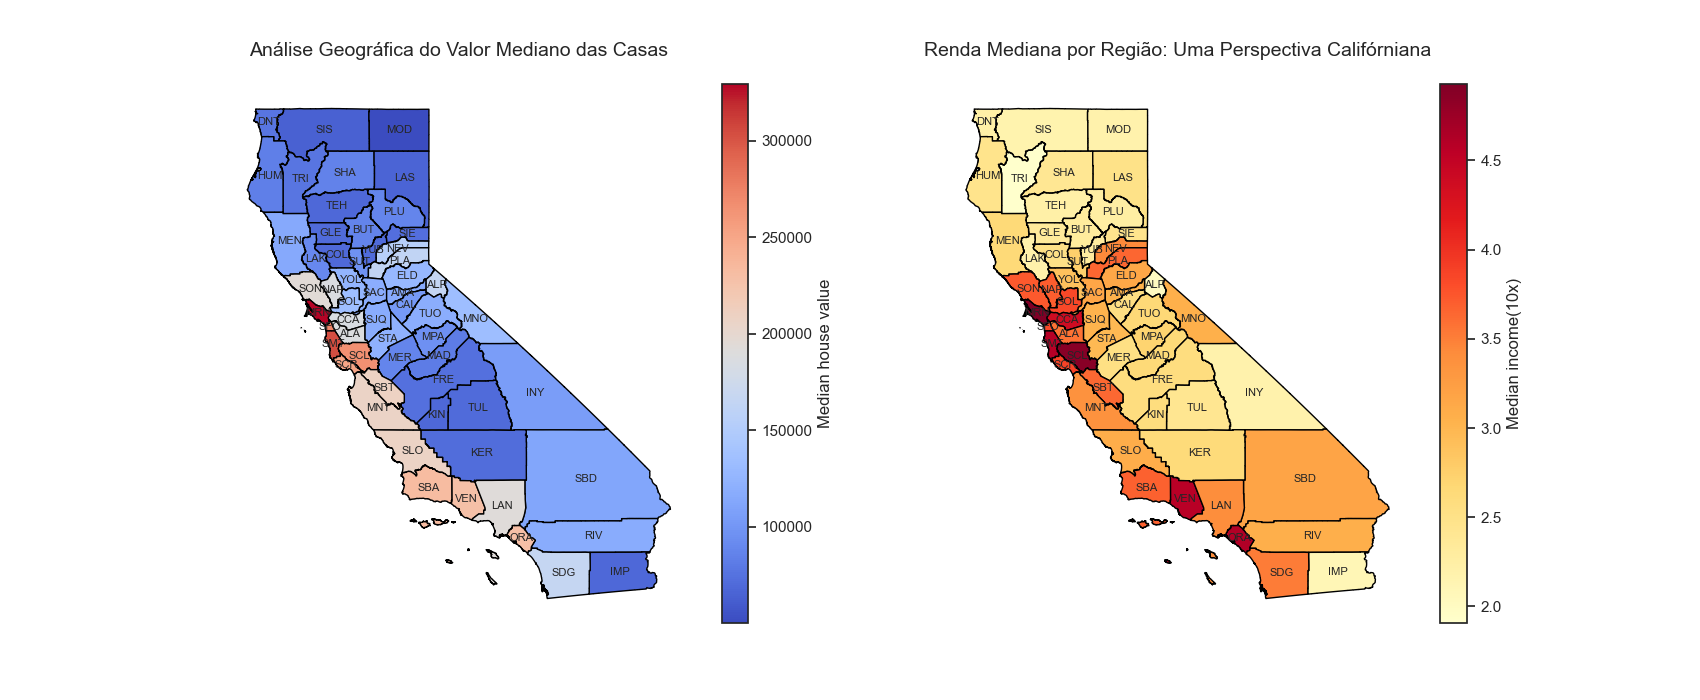 Análise Geográfica do Valor Mediano das Casas
DNT
SIS
MOD
HUM
TRI
SHA
LAS
TEH
PLU
GLE
BUT
SIE
MEN
LAK
COL
SUT
YUB
NEV
PLA
YOL
ELD
ALP
SON
NAP
SOL
SAC
AMA
CAL
CCA
SJQ
TUO
MNO
ALA
STA
MPA
SMT
SCL
MER
MAD
SCR
SBT
FRE
INY
MNT
KIN
TUL
SLO
KER
SBD
SBA
VEN
LAN
ORA
RIV
SDG
IMP
300000
250000
200000
150000
100000
Median house value
Renda Mediana por Região: Uma Perspectiva Califórniana
DNT
SIS
MOD
HUM
TRI
SHA
LAS
TEH
PLU
GLE
BUT
SIE
MEN
LAK
COL
SUT
YUB
NEV
PLA
YOL
ELD
ALP
SON
NAP
SOL
SAC
AMA
CAL
CCA
SJQ
TUO
MNO
ALA
STA
MPA
MER
MAD
SBT
FRE
INY
MNT
KIN
TUL
SLO
KER
SBD
SBA
VEN
LAN
RIV
SDG
IMP
4.5
4.0
3.5
3.0
2.5
2.0
Median income(10x)